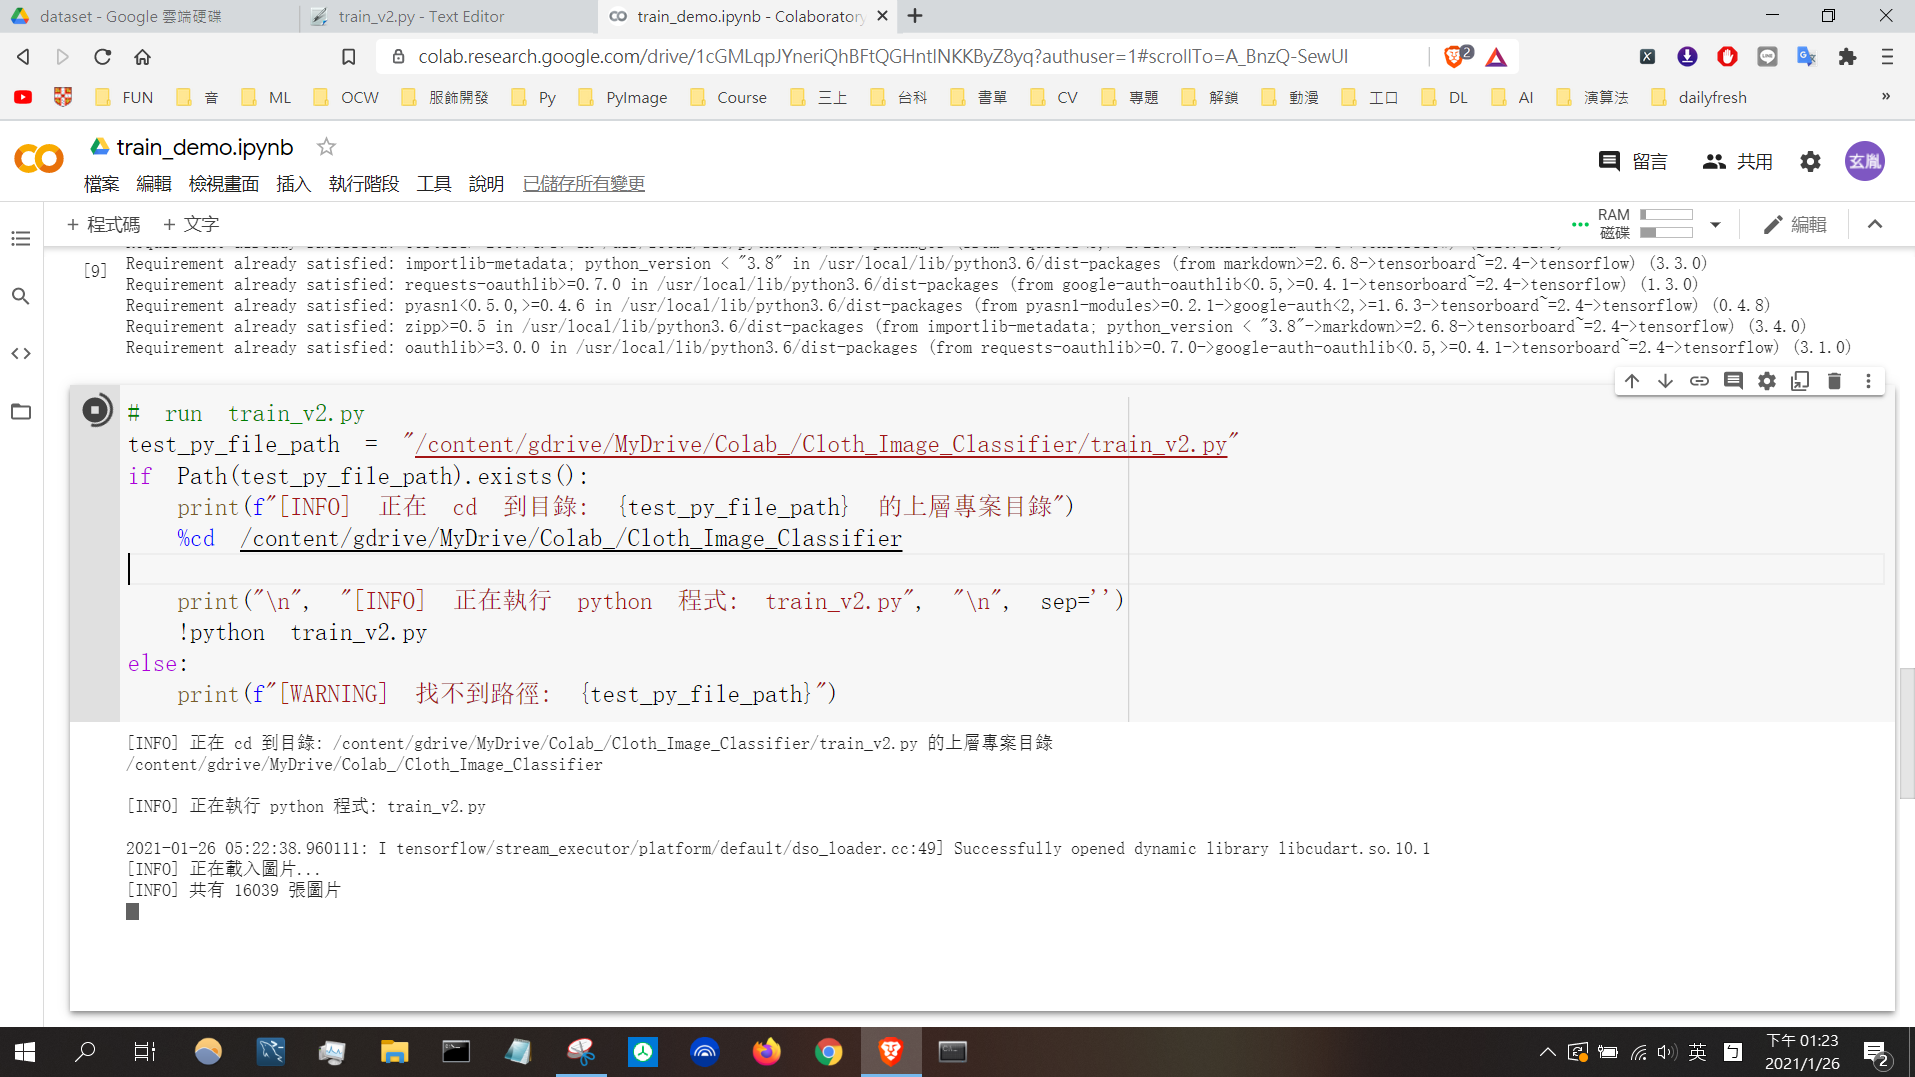 dataset - Google 雲端硬碟
train_v2.py - Text Editor
train_demo.ipynb - Colaboratory
colab.research.google.com/drive/1cGMLqpJYneriQhBFtQGHntlNKKByZ8yq?authuser=1#scrollTo=A_BnzQ-SewUI
2
FUN
音
ML
OCW
服飾開發
Py
PyImage
Course
三上
台科
書單
CV
專題
解鎖
動漫
工口
DL
AI
演算法
dailyfresh
»
train_demo.ipynb
留言
共用
玄胤
檔案 編輯 檢視畫面 插入 執行階段 工具 說明 已儲存所有變更
+ 程式碼 + 文字
RAM
磁碟
編輯
[9]
Requirement already satisfied: importlib-metadata; python_version < "3.8" in /usr/local/lib/python3.6/dist-packages (from markdown>=2.6.8->tensorboard~=2.4->tensorflow) (3.3.0)
Requirement already satisfied: requests-oauthlib>=0.7.0 in /usr/local/lib/python3.6/dist-packages (from google-auth-oauthlib<0.5,>=0.4.1->tensorboard~=2.4->tensorflow) (1.3.0)
Requirement already satisfied: pyasn1<0.5.0,>=0.4.6 in /usr/local/lib/python3.6/dist-packages (from pyasn1-modules>=0.2.1->google-auth<2,>=1.6.3->tensorboard~=2.4->tensorflow) (0.4.8)
Requirement already satisfied: zipp>=0.5 in /usr/local/lib/python3.6/dist-packages (from importlib-metadata; python_version < "3.8"->markdown>=2.6.8->tensorboard~=2.4->tensorflow) (3.4.0)
Requirement already satisfied: oauthlib>=3.0.0 in /usr/local/lib/python3.6/dist-packages (from requests-oauthlib>=0.7.0->google-auth-oauthlib<0.5,>=0.4.1->tensorboard~=2.4->tensorflow) (3.1.0)
# run train_v2.py
test_py_file_path = "/content/gdrive/MyDrive/Colab_/Cloth_Image_Classifier/train_v2.py"
if Path(test_py_file_path).exists():
print(f"[INFO] 正在 cd 到目錄: {test_py_file_path} 的上層專案目錄")
%cd /content/gdrive/MyDrive/Colab_/Cloth_Image_Classifier
print("\n", "[INFO] 正在執行 python 程式: train_v2.py", "\n", sep='')
!python train_v2.py
else:
print(f"[WARNING] 找不到路徑: {test_py_file_path}")
[INFO] 正在 cd 到目錄: /content/gdrive/MyDrive/Colab_/Cloth_Image_Classifier/train_v2.py 的上層專案目錄
/content/gdrive/MyDrive/Colab_/Cloth_Image_Classifier
[INFO] 正在執行 python 程式: train_v2.py
2021-01-26 05:22:38.960111: I tensorflow/stream_executor/platform/default/dso_loader.cc:49] Successfully opened dynamic library libcudart.so.10.1
[INFO] 正在載入圖片...
[INFO] 共有 16039 張圖片
英
下午 01:23
2021/1/26
2